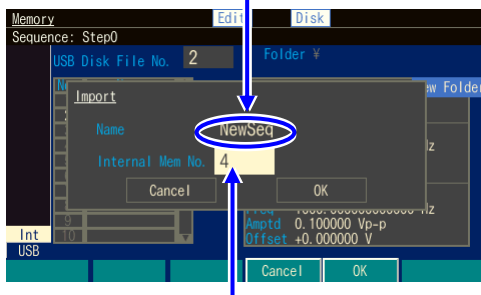 Memory Edit Disk
Sequence: Step0
USB Disk File No. 2 Folder ¥
ew Folder
Import
Name NewSeq
Internal Mem No. 4
z
Cancel OK
Hz
9
Amptd 0.100000 Vp-p
Int 10 Offset +0.000000 V
USB
Cancel OK